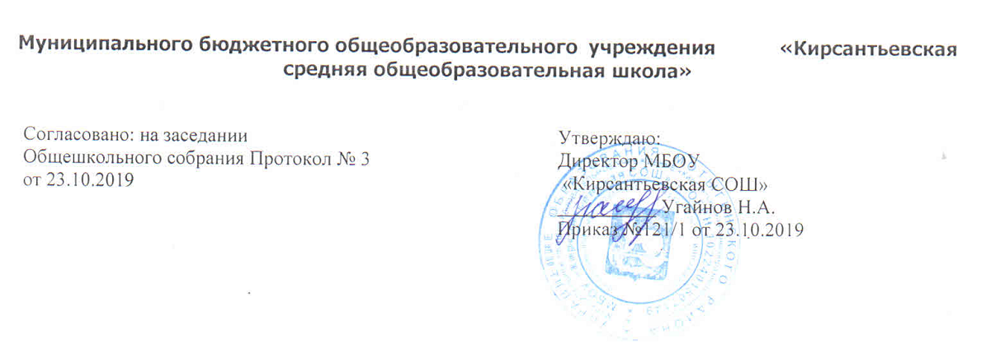 Муниципального бюджетного общеобразовательного учреждения «Кирсантьевская
средняя общеобразовательная школа»
Согласовано: на заседании
Общешкольного собрания Протокол № 3
от 23.10.2019
Утверждаю:
Директор МБОУ
«Кирсантьевская СОШ»
Угайнов Н.А.
Приказ №121/1 от 23.10.2019